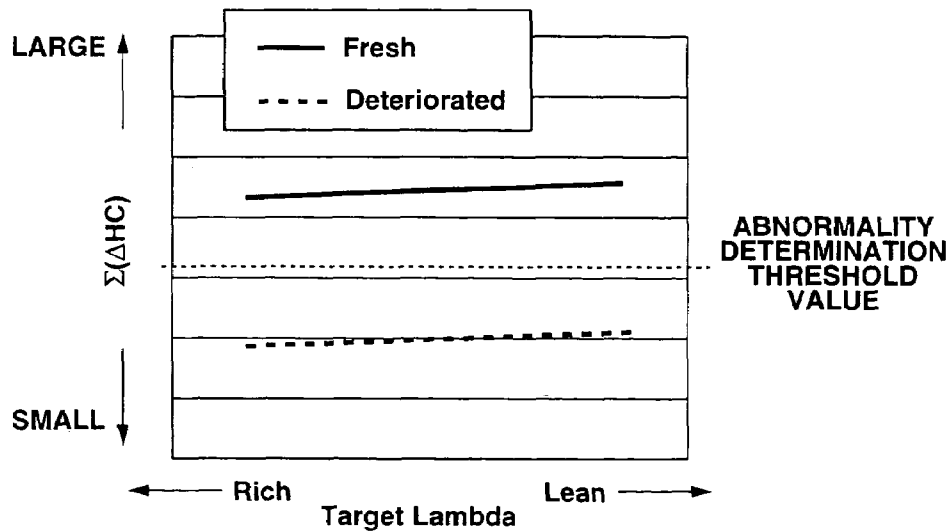 LARGE
Fresh
Deteriorated
Σ(ΔHC)
ABNORMALITY
DETERMINATION
THRESHOLD
VALUE
SMALL
Rich
Lean
Target Lambda